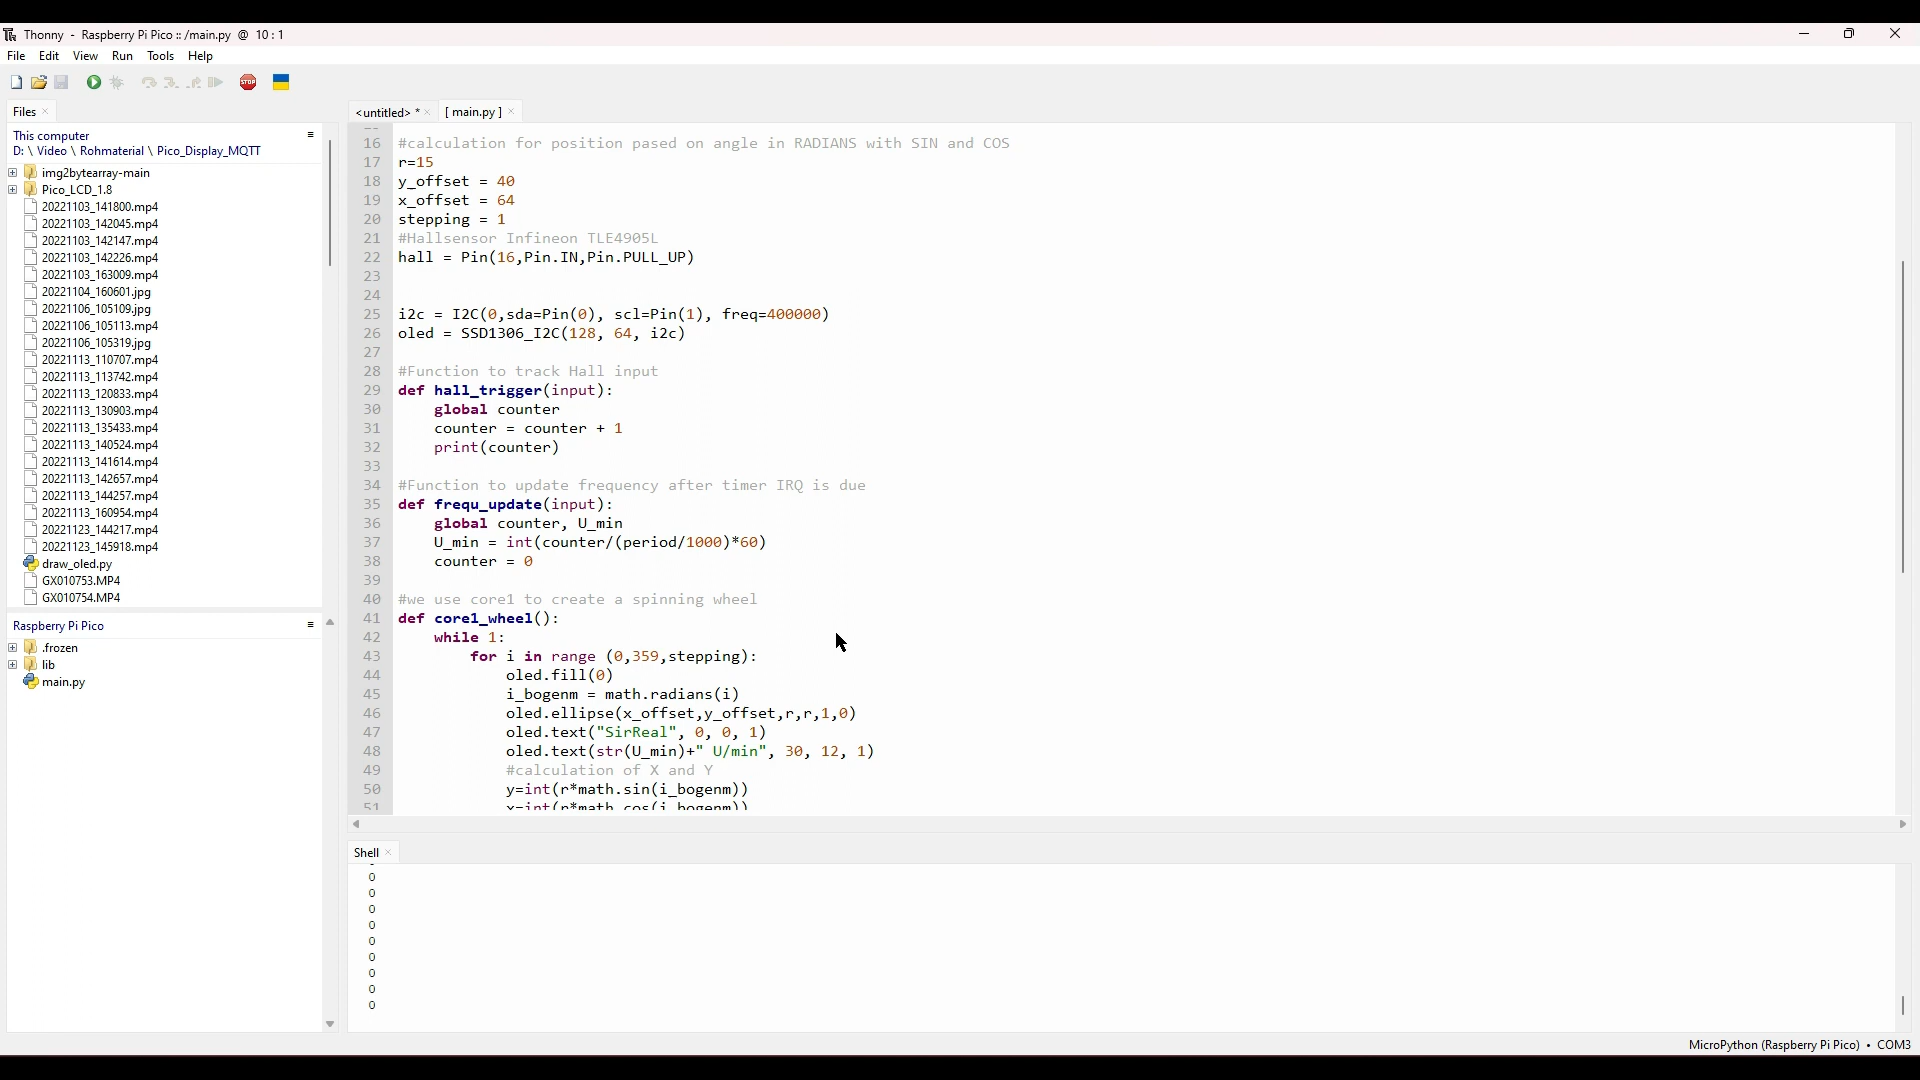 Thonny - Raspberry Pi Pico :: /main.py @ 10 : 1
File Edit View Run Tools Help
STOP
Files
<untitled> * [ main.py ]
This computer
D: \ Video \ Rohmaterial \ Pico_Display_MQTT
img2bytearray-main
Pico_LCD_1.8
20221103_141800.mp4
20221103_142045.mp4
20221103_142147.mp4
20221103_142226.mp4
20221103_163009.mp4
20221104_160601.jpg
20221106_105109.jpg
20221106_105113.mp4
20221106_105319.jpg
20221113_110707.mp4
20221113_113742.mp4
20221113_120833.mp4
20221113_130903.mp4
20221113_135433.mp4
20221113_140524.mp4
20221113_141614.mp4
20221113_142657.mp4
20221113_144257.mp4
20221113_160954.mp4
20221123_144217.mp4
20221123_145918.mp4
draw_oled.py
GX010753.MP4
GX010754.MP4
Raspberry Pi Pico
.frozen
lib
main.py
16 #calculation for position pased on angle in RADIANS with SIN and COS
17 r=15
18 y_offset = 40
19 x_offset = 64
20 stepping = 1
21 #Hallsensor Infineon TLE4905L
22 hall = Pin(16,Pin.IN,Pin.PULL_UP)
23
24
25 i2c = I2C(0,sda=Pin(0), scl=Pin(1), freq=400000)
26 oled = SSD1306_I2C(128, 64, i2c)
27
28 #Function to track Hall input
29 def hall_trigger(input):
30 global counter
31 counter = counter + 1
32 print(counter)
33
34 #Function to update frequency after timer IRQ is due
35 def frequ_update(input):
36 global counter, U_min
37 U_min = int(counter/(period/1000)*60)
38 counter = 0
39
40 #we use core1 to create a spinning wheel
41 def core1_wheel():
42 while 1:
43 for i in range (0,359,stepping):
44 oled.fill(0)
45 i_bogenm = math.radians(i)
46 oled.ellipse(x_offset,y_offset,r,r,1,0)
47 oled.text("SirReal", 0, 0, 1)
48 oled.text(str(U_min)+" U/min", 30, 12, 1)
49 #calculation of X and Y
50 y=int(r*math.sin(i_bogenm))
51 x=int(r*math.cos(i_bogenm))
Shell
0
0
0
0
0
0
0
0
0
MicroPython (Raspberry Pi Pico) • COM3